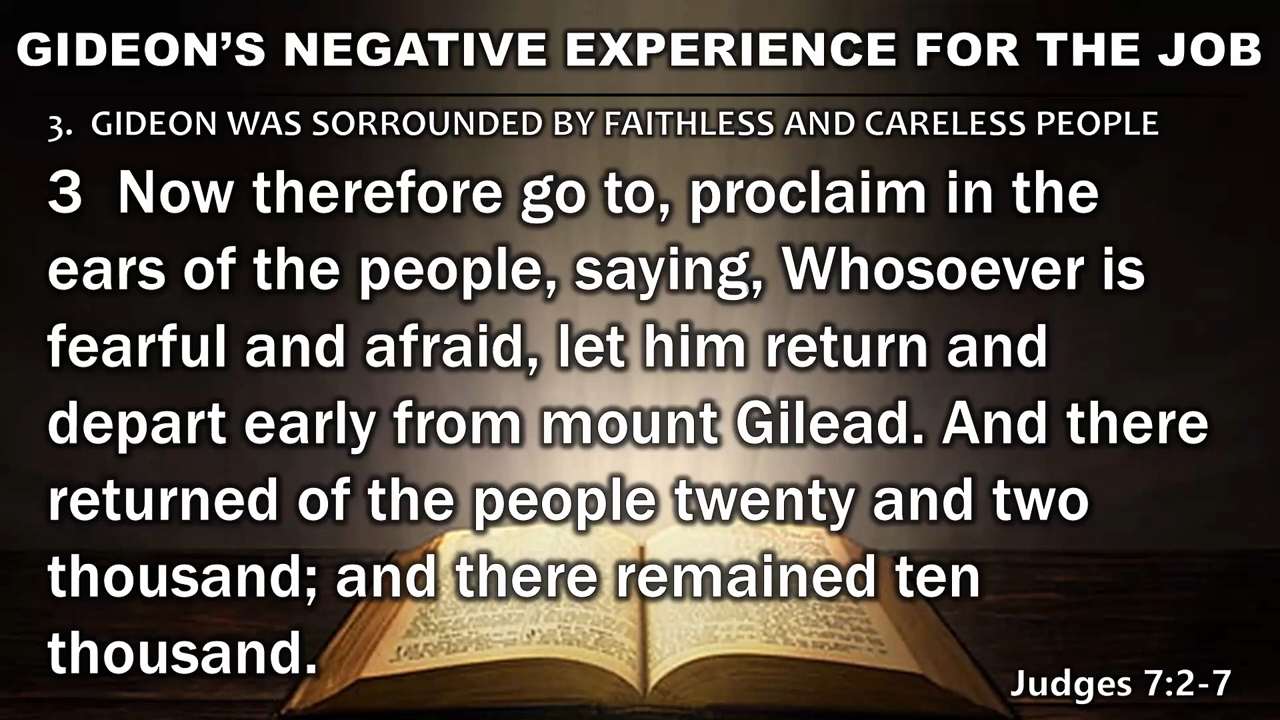 GIDEON’S NEGATIVE EXPERIENCE FOR THE JOB
3. GIDEON WAS SORROUNDED BY FAITHLESS AND CARELESS PEOPLE
3 Now therefore go to, proclaim in the
ears of the people, saying, Whosoever is
fearful and afraid, let him return and
depart early from mount Gilead. And there
returned of the people twenty and two
thousand; and there remained ten
thousand.
Judges 7:2-7